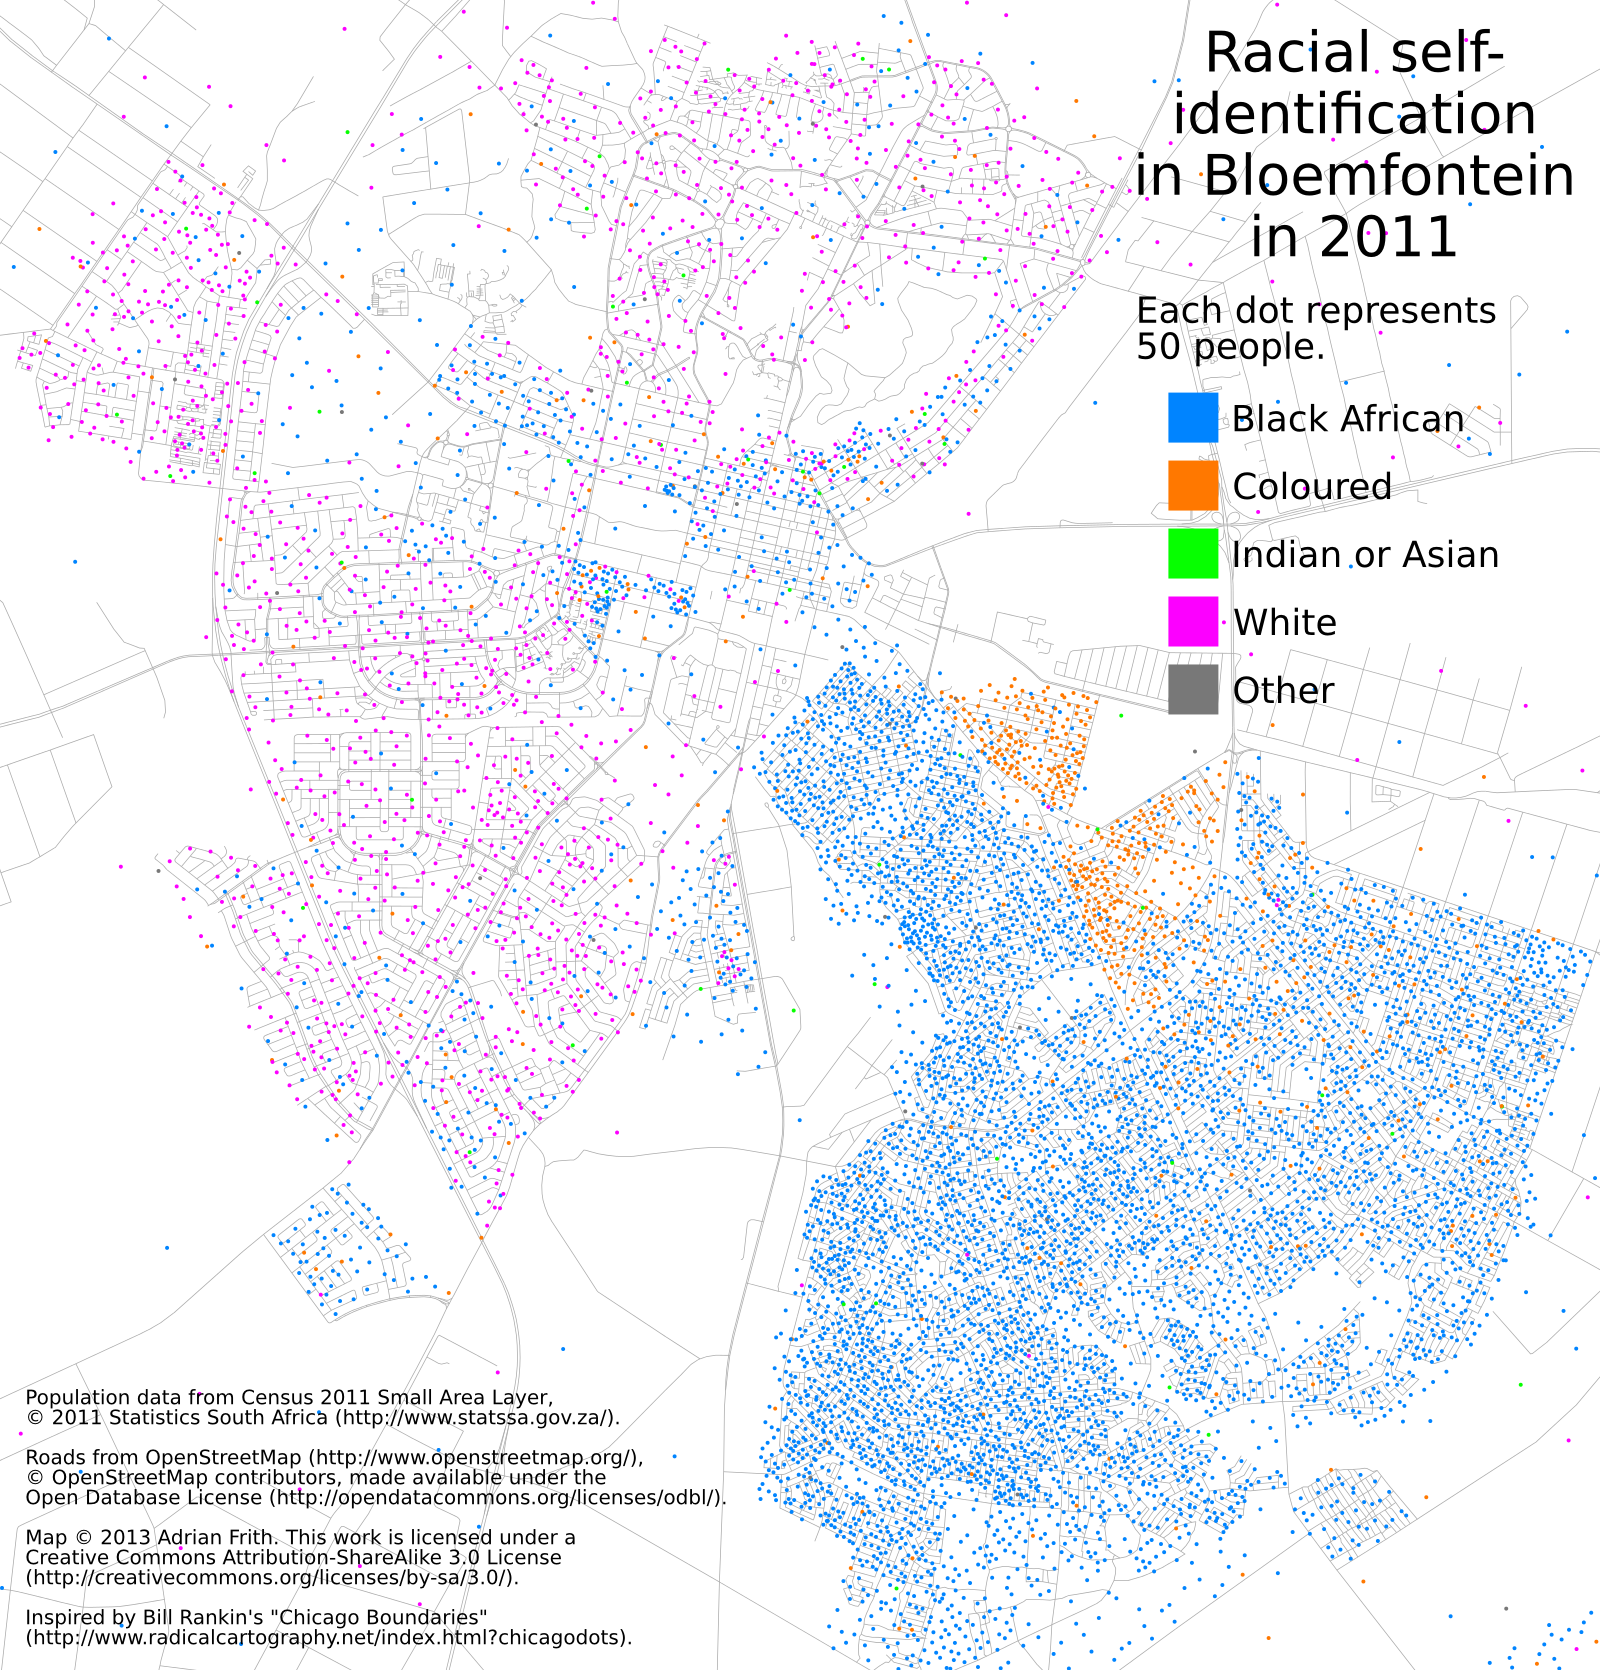 Racial self-
identification
in Bloemfontein
in 2011
Each dot represents
50 people.
Black African
Coloured
Indian or Asian
White
Other
Population data from Census 2011 Small Area Layer,
© 2011 Statistics South Africa (http://www.statssa.gov.za/).
Roads from OpenStreetMap (http://www.openstreetmap.org/),
© OpenStreetMap contributors, made available under the
Open Database License (http://opendatacommons.org/licenses/odbl/).
Map © 2013 Adrian Frith. This work is licensed under a
Creative Commons Attribution-ShareAlike 3.0 License
(http://creativecommons.org/licenses/by-sa/3.0/).
Inspired by Bill Rankin's "Chicago Boundaries"
(http://www.radicalcartography.net/index.html?chicagodots).